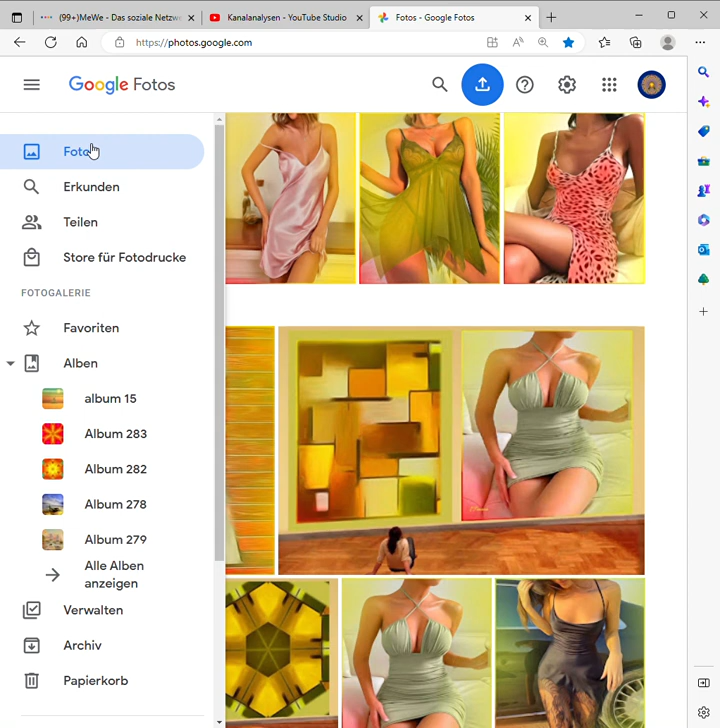 (99+)MeWe - Das soziale Netzwe
Kanalanalysen - YouTube Studio
Fotos - Google Fotos
https://photos.google.com
Google Fotos
Foto
Erkunden
Teilen
Store für Fotodrucke
FOTOGALERIE
Favoriten
Alben
album 15
Album 283
Album 282
Album 278
Album 279
Alle Alben
anzeigen
Verwalten
Archiv
Papierkorb